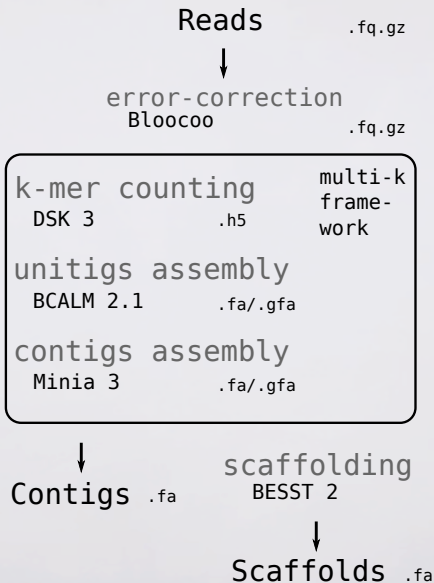 Reads .fq.gz
error-correction
Bloocoo .fq.gz
k-mer counting
DSK 3 .h5
multi-k
frame-
work
unitigs assembly
BCALM 2.1 .fa/.gfa
contigs assembly
Minia 3 .fa/.gfa
Contigs .fa
scaffolding
BESST 2
Scaffolds .fa